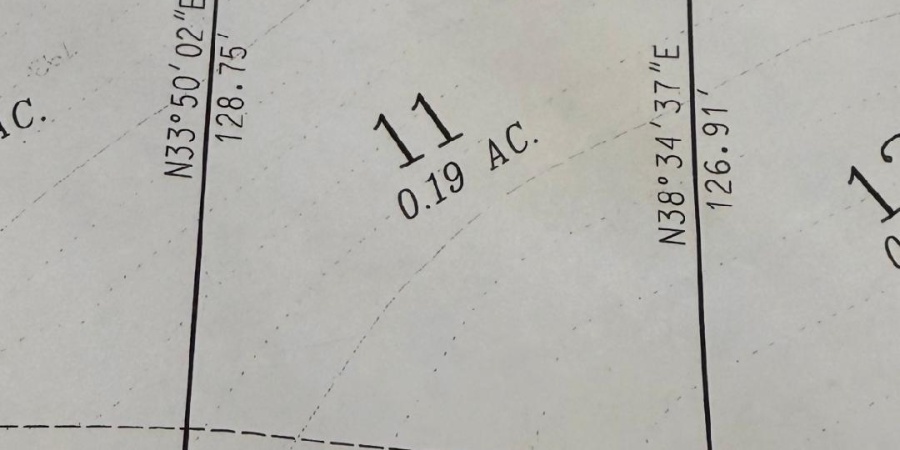 N33°50'02"E
128.75'
11
0.19 AC.
N38°34'37"E
126.91'
AC.